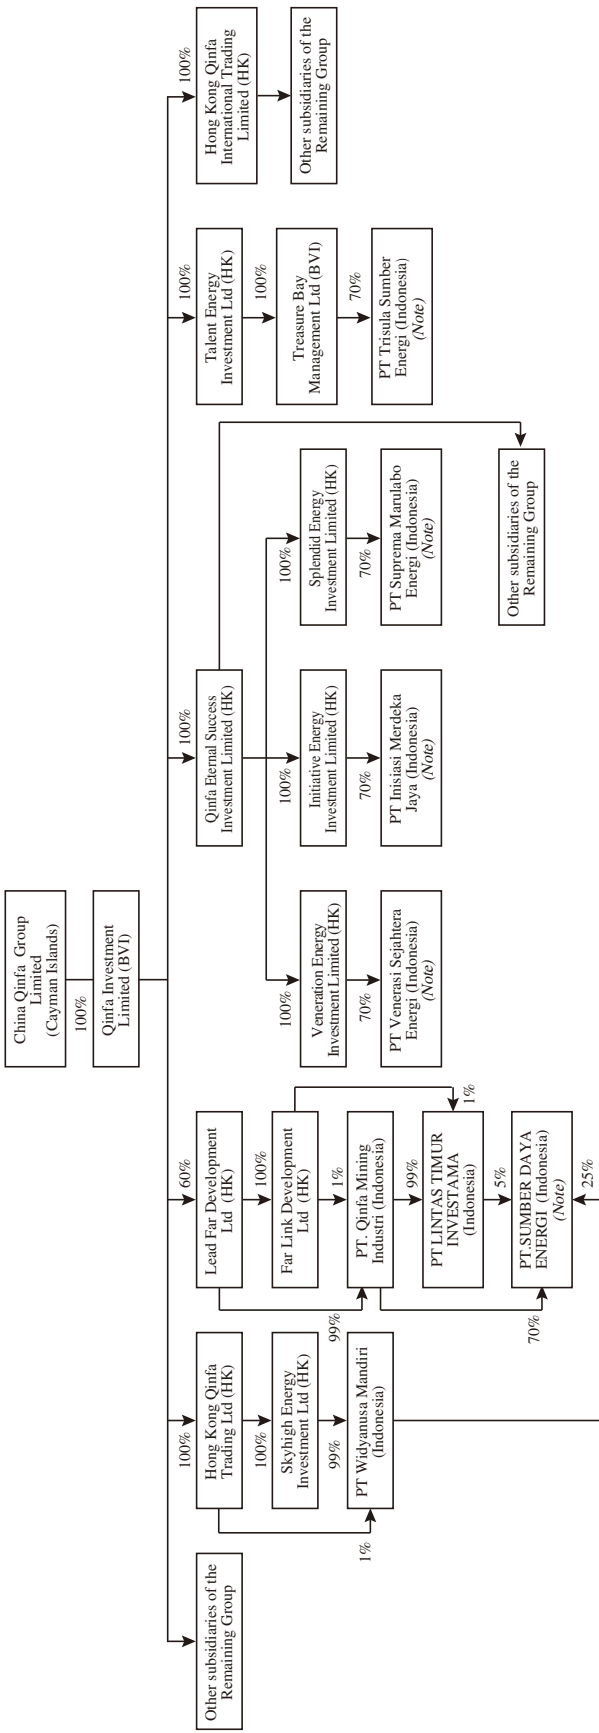 China Qinfa Group
Limited
(Cayman Islands)
100%
Qinfa Investment
Limited (BVI)
Other subsidiaries of the
Remaining Group
100%
Hong Kong Qinfa
Trading Ltd (HK)
100%
Skyhigh Energy
Investment Ltd (HK)
99%
1%
PT Widyanusa Mandiri
(Indonesia)
60%
Lead Far Development
Ltd (HK)
100%
Far Link Development
Ltd (HK)
1%
99%
PT. Qinfa Mining
Industri (Indonesia)
99%
1%
PT LINTAS TIMUR
INVESTAMA
(Indonesia)
5%
70%
PT.SUMBER DAYA
ENERGI (Indonesia)
(Note)
25%
100%
Qinfa Eternal Success
Investment Limited (HK)
100%
Veneration Energy
Investment Limited (HK)
70%
PT Venerasi Sejahtera
Energi (Indonesia)
(Note)
100%
Initiative Energy
Investment Limited (HK)
70%
PT Inisiasi Merdeka
Jaya (Indonesia)
(Note)
100%
Splendid Energy
Investment Limited (HK)
70%
PT Suprema Marulabo
Energi (Indonesia)
(Note)
Other subsidiaries of the
Remaining Group
100%
Talent Energy
Investment Ltd (HK)
100%
Treasure Bay
Management Ltd (BVI)
70%
PT Trisula Sumber
Energi (Indonesia)
(Note)
100%
Hong Kong Qinfa
International Trading
Limited (HK)
Other subsidiaries of the
Remaining Group